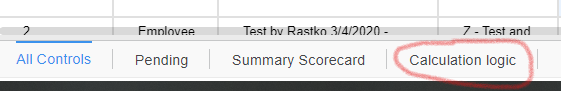 2 Employee Test by Rastko 3/4/2020 - Z - Test and
All Controls Pending Summary Scorecard Calculation logic